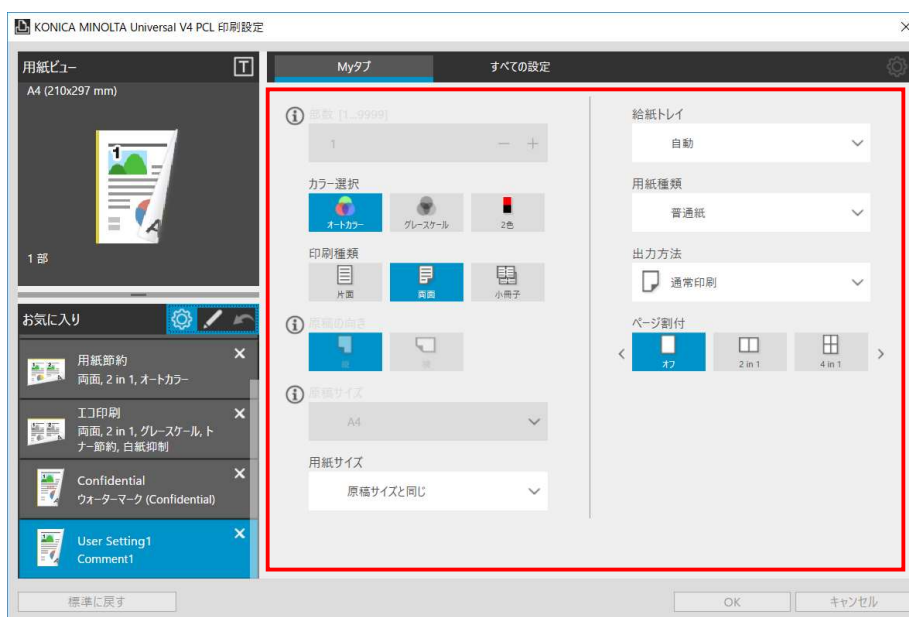 KONICA MINOLTA Universal V4 PCL 印刷設定
用紙ビュー
T
A4 (210x297 mm)
1
1 部
お気に入り
用紙節約
両面, 2 in 1, オートカラー
エコ印刷
両面, 2 in 1, グレースケール, ト
ナー節約, 白紙抑制
Confidential
ウォーターマーク (Confidential)
User Setting1
Comment1
標準に戻す
Myタブ
すべての設定
部数 [1..9999]
1
カラー選択
オートカラー
グレースケール
2色
印刷種類
片面
両面
小冊子
原稿の向き
縦
横
原稿サイズ
A4
用紙サイズ
原稿サイズと同じ
給紙トレイ
自動
用紙種類
普通紙
出力方法
通常印刷
ページ割付
オフ
2 in 1
4 in 1
OK
キャンセル